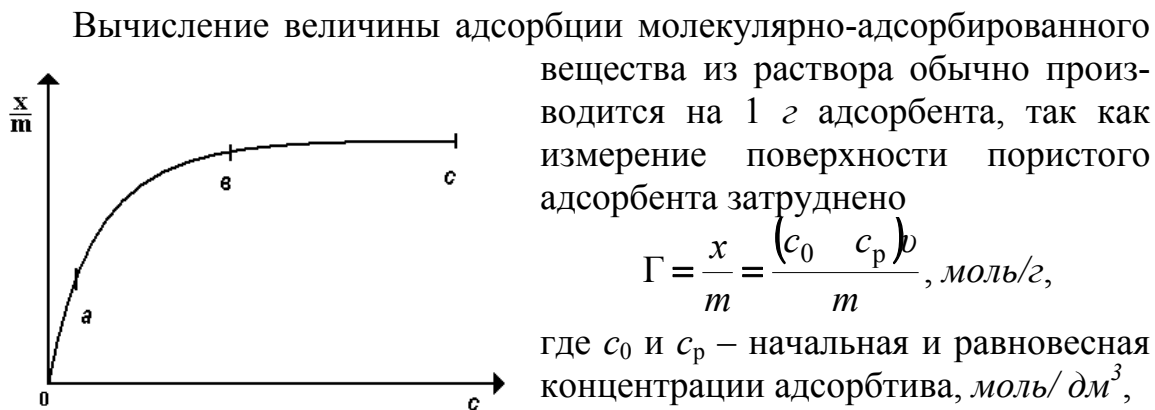 Вычисление величины адсорбции молекулярно-адсорбированного
вещества из раствора обычно произ-
водится на 1 г адсорбента, так как
измерение поверхности пористого
адсорбента затруднено
Γ = x/m = (c₀ cₚ)υ/m, моль/г,
где c₀ и cₚ – начальная и равновесная
концентрации адсорбтива, моль/ дм³,
x/m
а
в
с
0
с